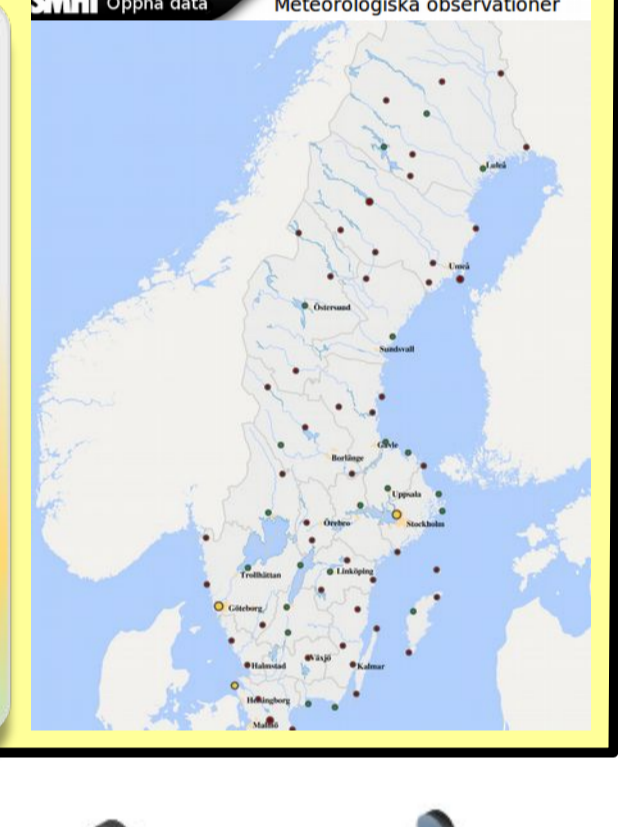 SMHI Öppna data
Meteorologiska observationer
Luleå
Umeå
Östersund
Sundsvall
Gävle
Borlänge
Uppsala
Örebro
Stockholm
Trollhättan
Linköping
Göteborg
Växjö
Halmstad
Kalmar
Helsingborg
Malmö